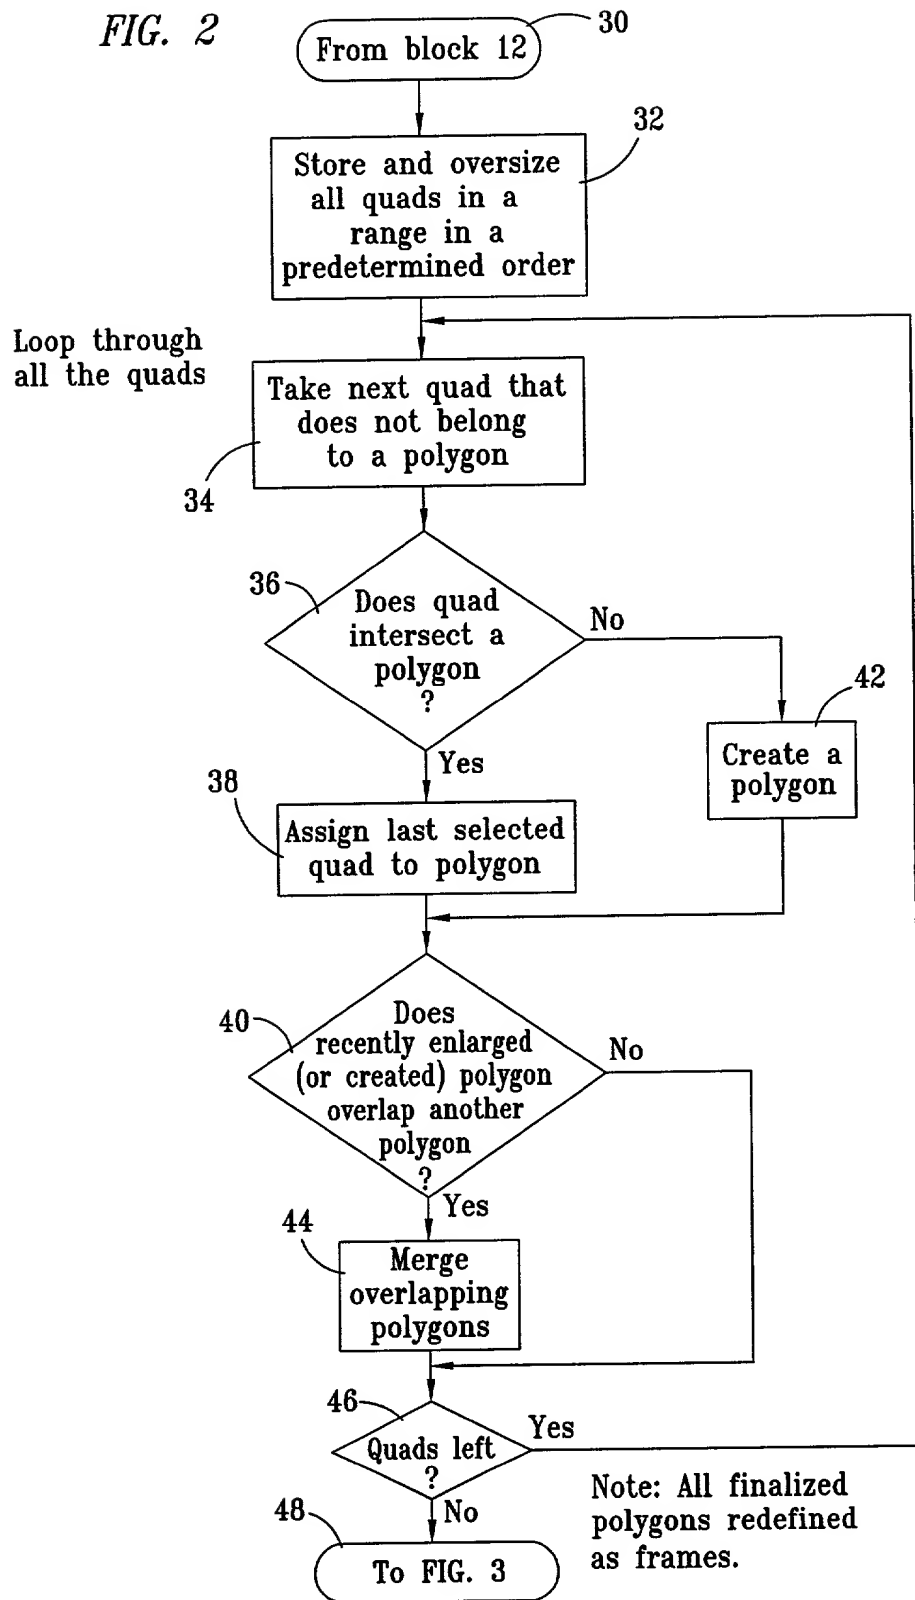 FIG. 2
30
From block 12
32
Store and oversize
all quads in a
range in a
predetermined order
Loop through
all the quads
Take next quad that
does not belong
to a polygon
34
36
Does quad
intersect a
polygon
?
No
42
Create a
polygon
Yes
38
Assign last selected
quad to polygon
40
Does
recently enlarged
(or created) polygon
overlap another
polygon
?
No
Yes
44
Merge
overlapping
polygons
46
Quads left
?
Yes
No
48
To FIG. 3
Note: All finalized
polygons redefined
as frames.